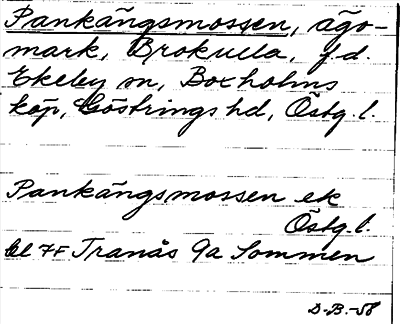 Pankängsmossen, ägo-
mark, Brokulla, f.d.
Ekeby sn, Boxholms
köp, Göstrings hd, Östg.l.
Pankängsmossen ek
Östg.l.
bl 7F Tranås 9a Sommen
D-B.-58